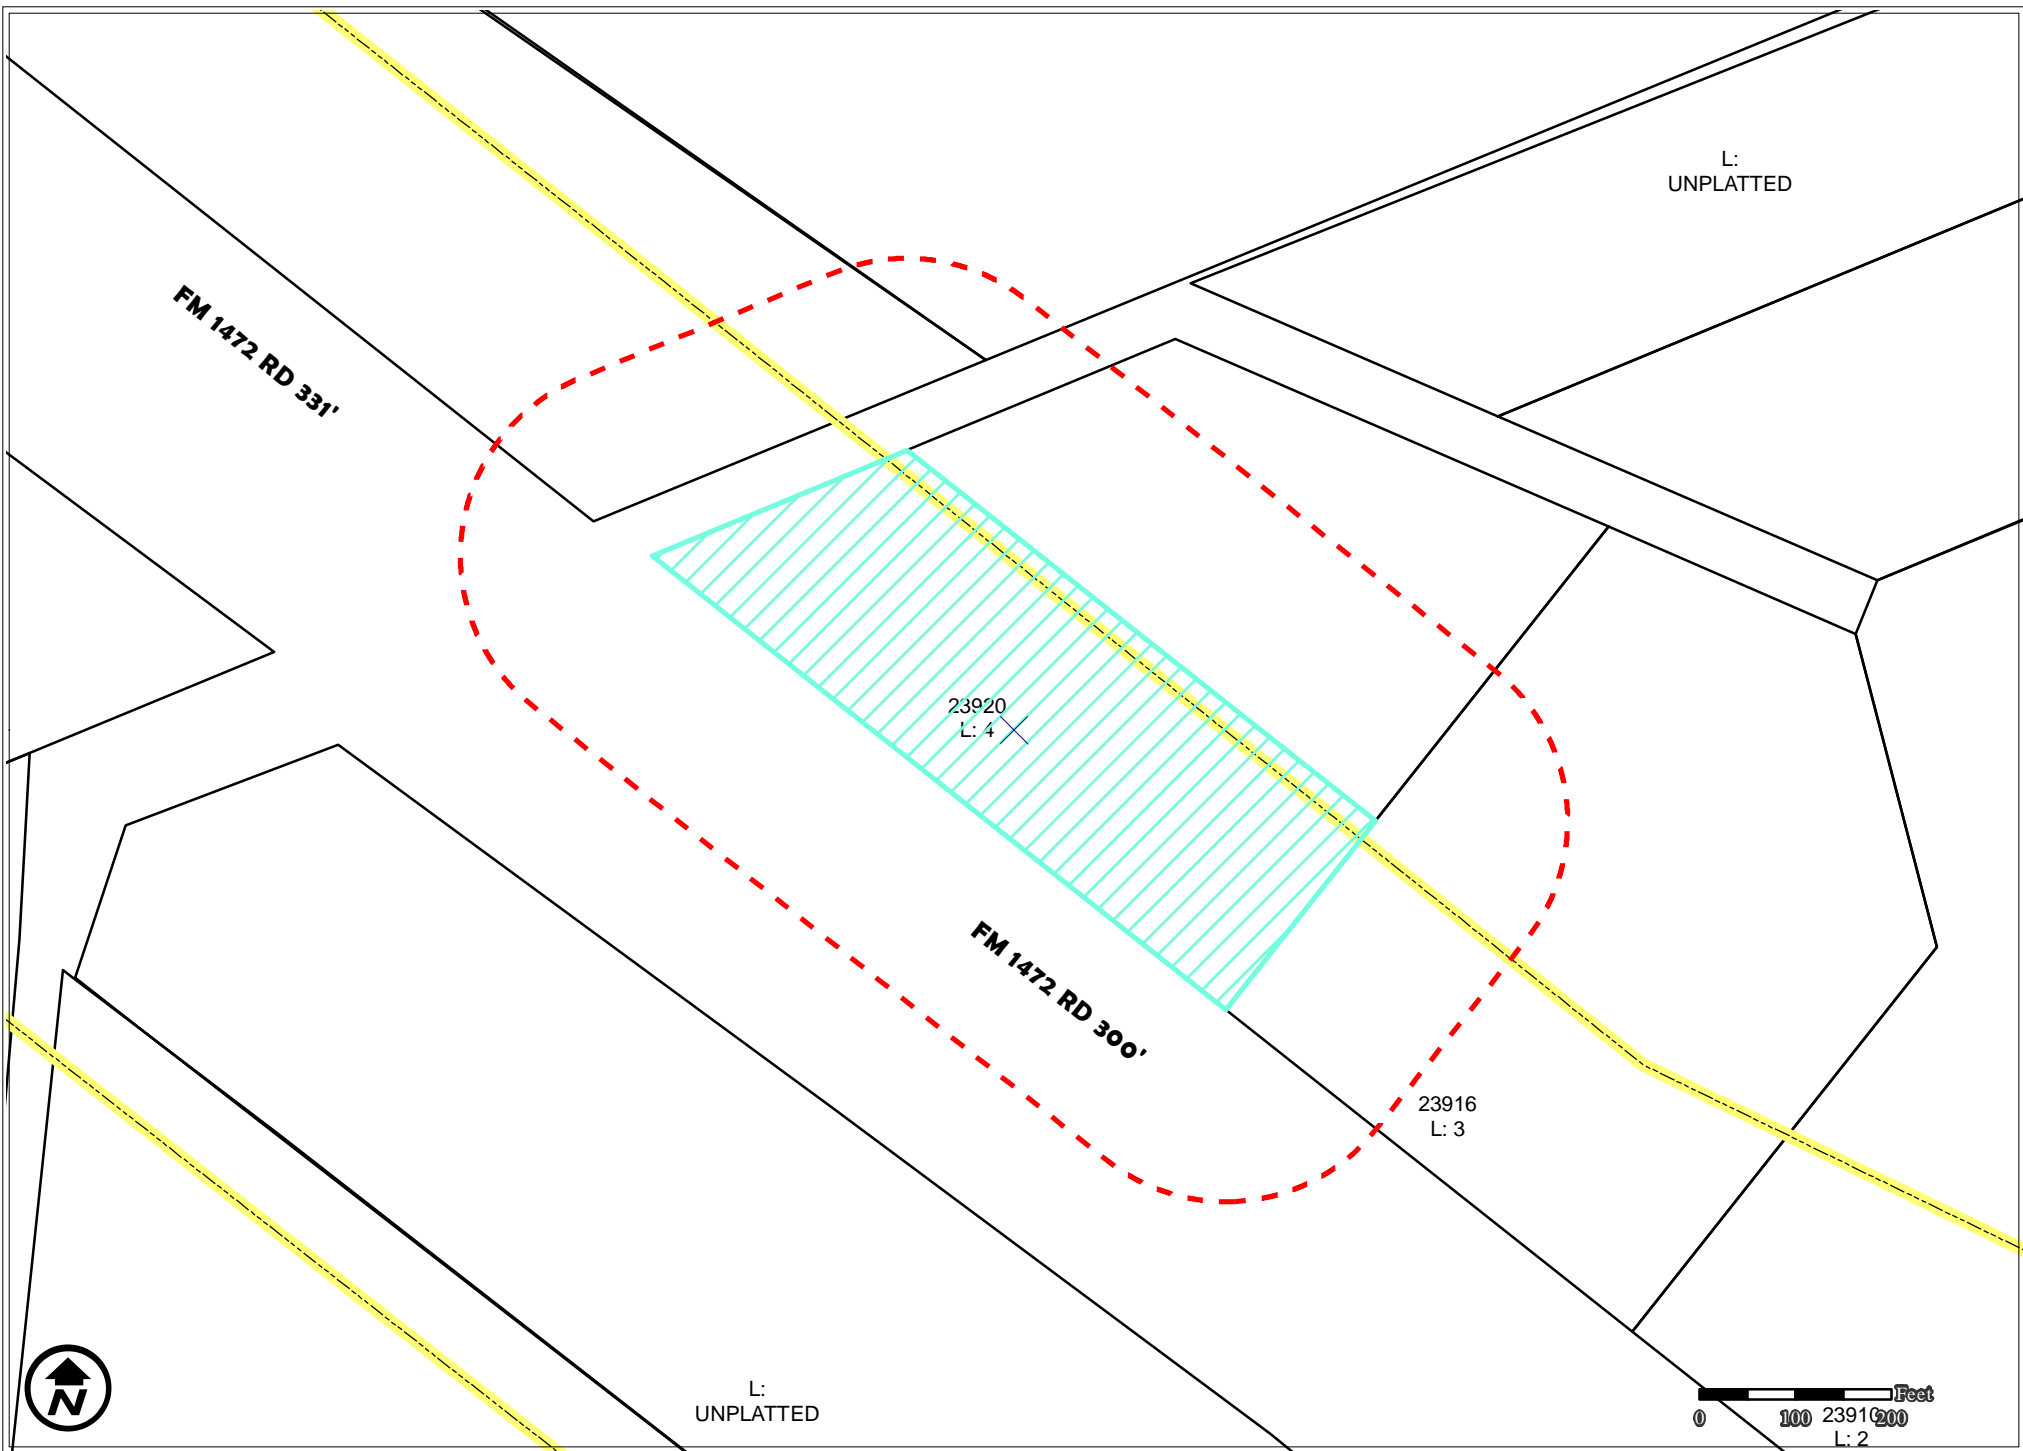 L:
UNPLATTED
FM 1472 RD 331'
23920
L: 4
FM 1472 RD 300'
23916
L: 3
L:
UNPLATTED
N
Feet
0 100 200
23910
L: 2